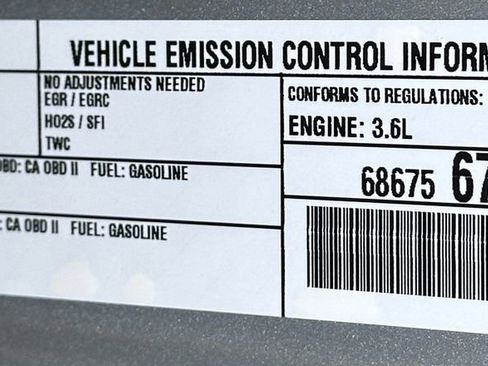 VEHICLE EMISSION CONTROL
NO ADJUSTMENTS NEEDED
EGR / EGRC
HO2S / SFI
TWC
CONFORMS TO REGULATIONS:
ENGINE: 3.6L
OBD: CA OBD II FUEL: GASOLINE
68675 67
CA OBD II FUEL: GASOLINE